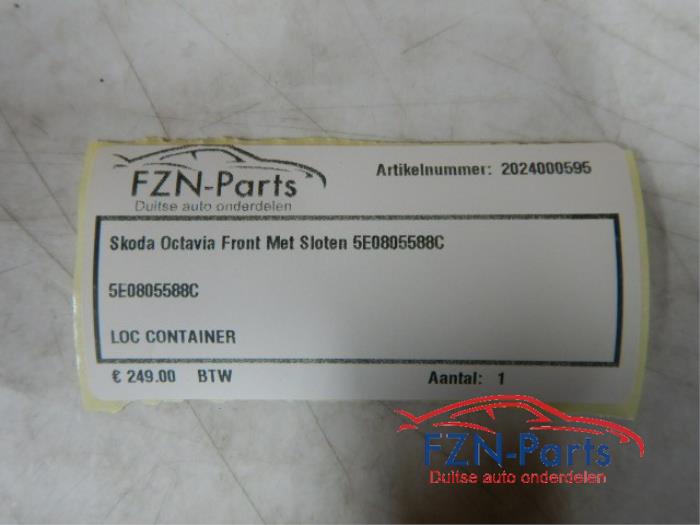 FZN-Parts
Duitse auto onderdelen
Artikelnummer: 2024000595
Skoda Octavia Front Met Sloten 5E0805588C
5E0805588C
LOC CONTAINER
€ 249.00 BTW
Aantal: 1
FZN-Parts
Duitse auto onderdelen